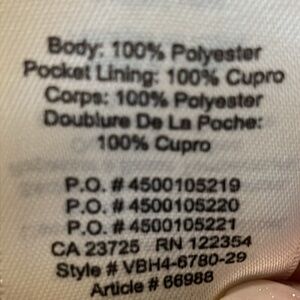 Body: 100% Polyester
Pocket Lining: 100% Cupro
Corps: 100% Polyester
Doublure De La Poche:
100% Cupro
P.O. # 4500105219
P.O. # 4500105220
P.O. # 4500105221
CA 23725 RN 122354
Style # VBH4-6780-29
Article # 66988